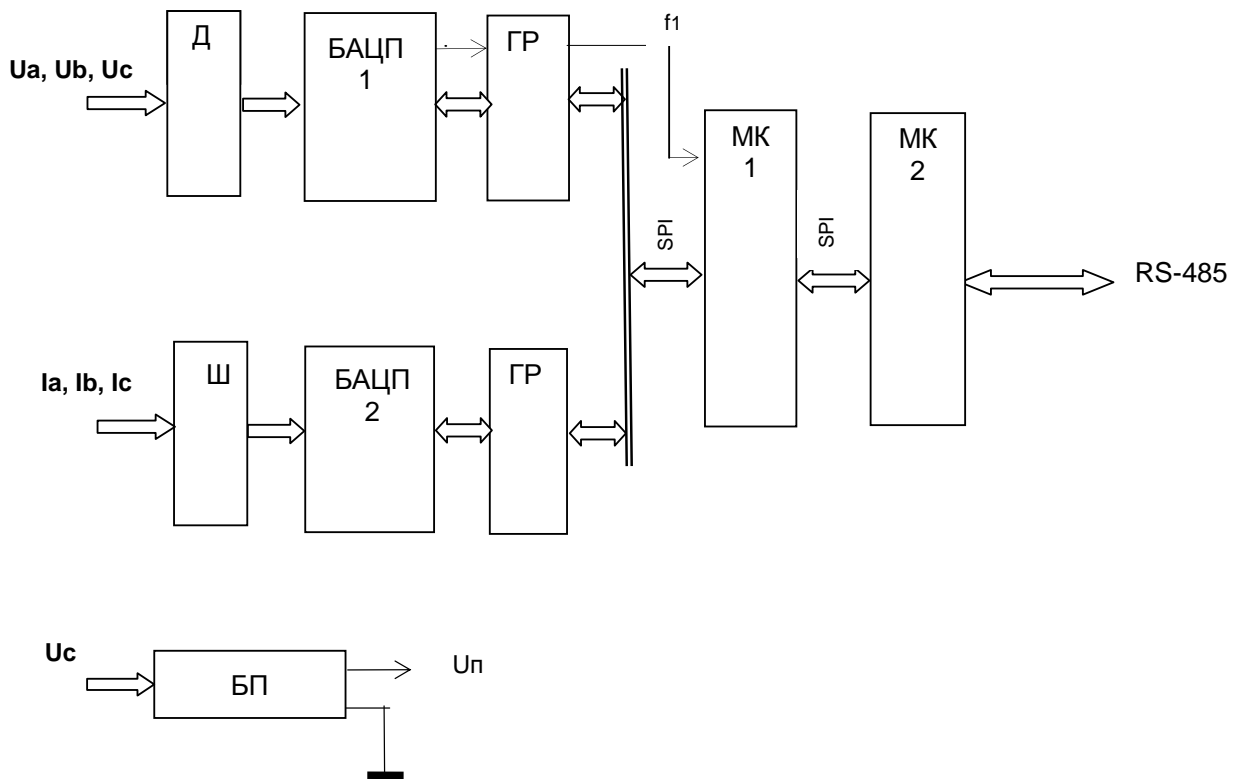 Д
БАЦП
1
ГР
f1
Ua, Ub, Uc
МК
1
МК
2
SPI
SPI
RS-485
Ш
БАЦП
2
ГР
Ia, Ib, Ic
Uc
БП
Uп